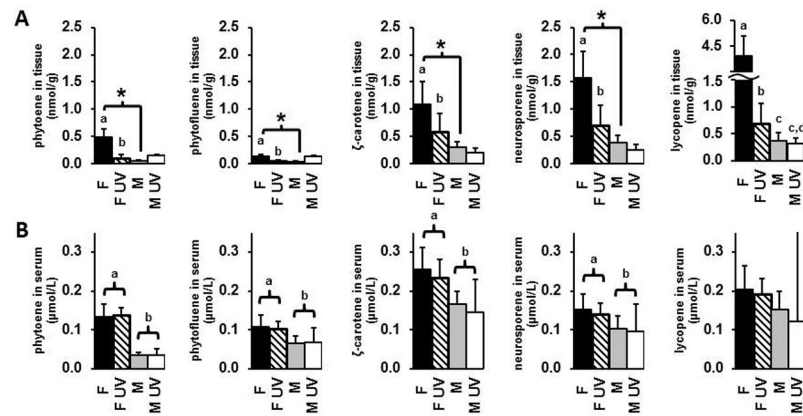 A
phytoene in tissue
(nmol/g)
2.5
2.0
1.5
1.0
0.5
0.0
a
b
*
F
F UV
M
M UV
phytofluene in tissue
(nmol/g)
2.5
2.0
1.5
1.0
0.5
0.0
a
b
*
F
F UV
M
M UV
ζ-carotene in tissue
(nmol/g)
2.5
2.0
1.5
1.0
0.5
0.0
a
b
*
F
F UV
M
M UV
neurosporene in tissue
(nmol/g)
2.5
2.0
1.5
1.0
0.5
0.0
a
b
*
F
F UV
M
M UV
lycopene in tissue
(nmol/g)
6.0
4.5
1.5
1.0
0.5
0.0
a
b
c
F
F UV
M
M UV
B
phytoene in serum
(µmol/L)
0.3
0.2
0.1
0.0
a
b
F
F UV
M
M UV
phytofluene in serum
(µmol/L)
0.3
0.2
0.1
0.0
a
b
F
F UV
M
M UV
ζ-carotene in serum
(µmol/L)
0.3
0.2
0.1
0.0
a
b
F
F UV
M
M UV
neurosporene in serum
(µmol/L)
0.3
0.2
0.1
0.0
a
b
F
F UV
M
M UV
lycopene in serum
(µmol/L)
0.3
0.2
0.1
0.0
F
F UV
M
M UV